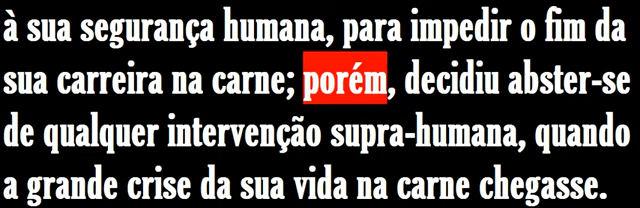 à sua segurança humana, para impedir o fim da
sua carreira na carne; porém, decidiu abster-se
de qualquer intervenção supra-humana, quando
a grande crise da sua vida na carne chegasse.